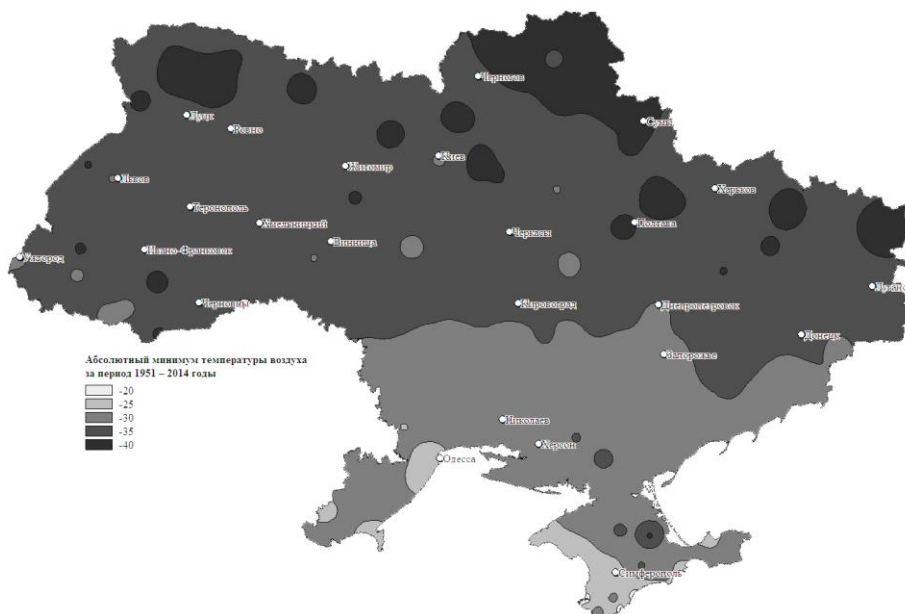 Чернигов
Луцк
Ровно
Сумы
Киев
Житомир
Львов
Харьков
Тернополь
Хмельницкий
Полтава
Винница
Черкассы
Ивано-Франковск
Ужгород
Луганск
Черновцы
Кировоград
Днепропетровск
Донецк
Запорожье
Абсолютный минимум температуры воздуха
за период 1951 – 2014 годы
-20
-25
-30
-35
-40
Николаев
Херсон
Одесса
Симферополь